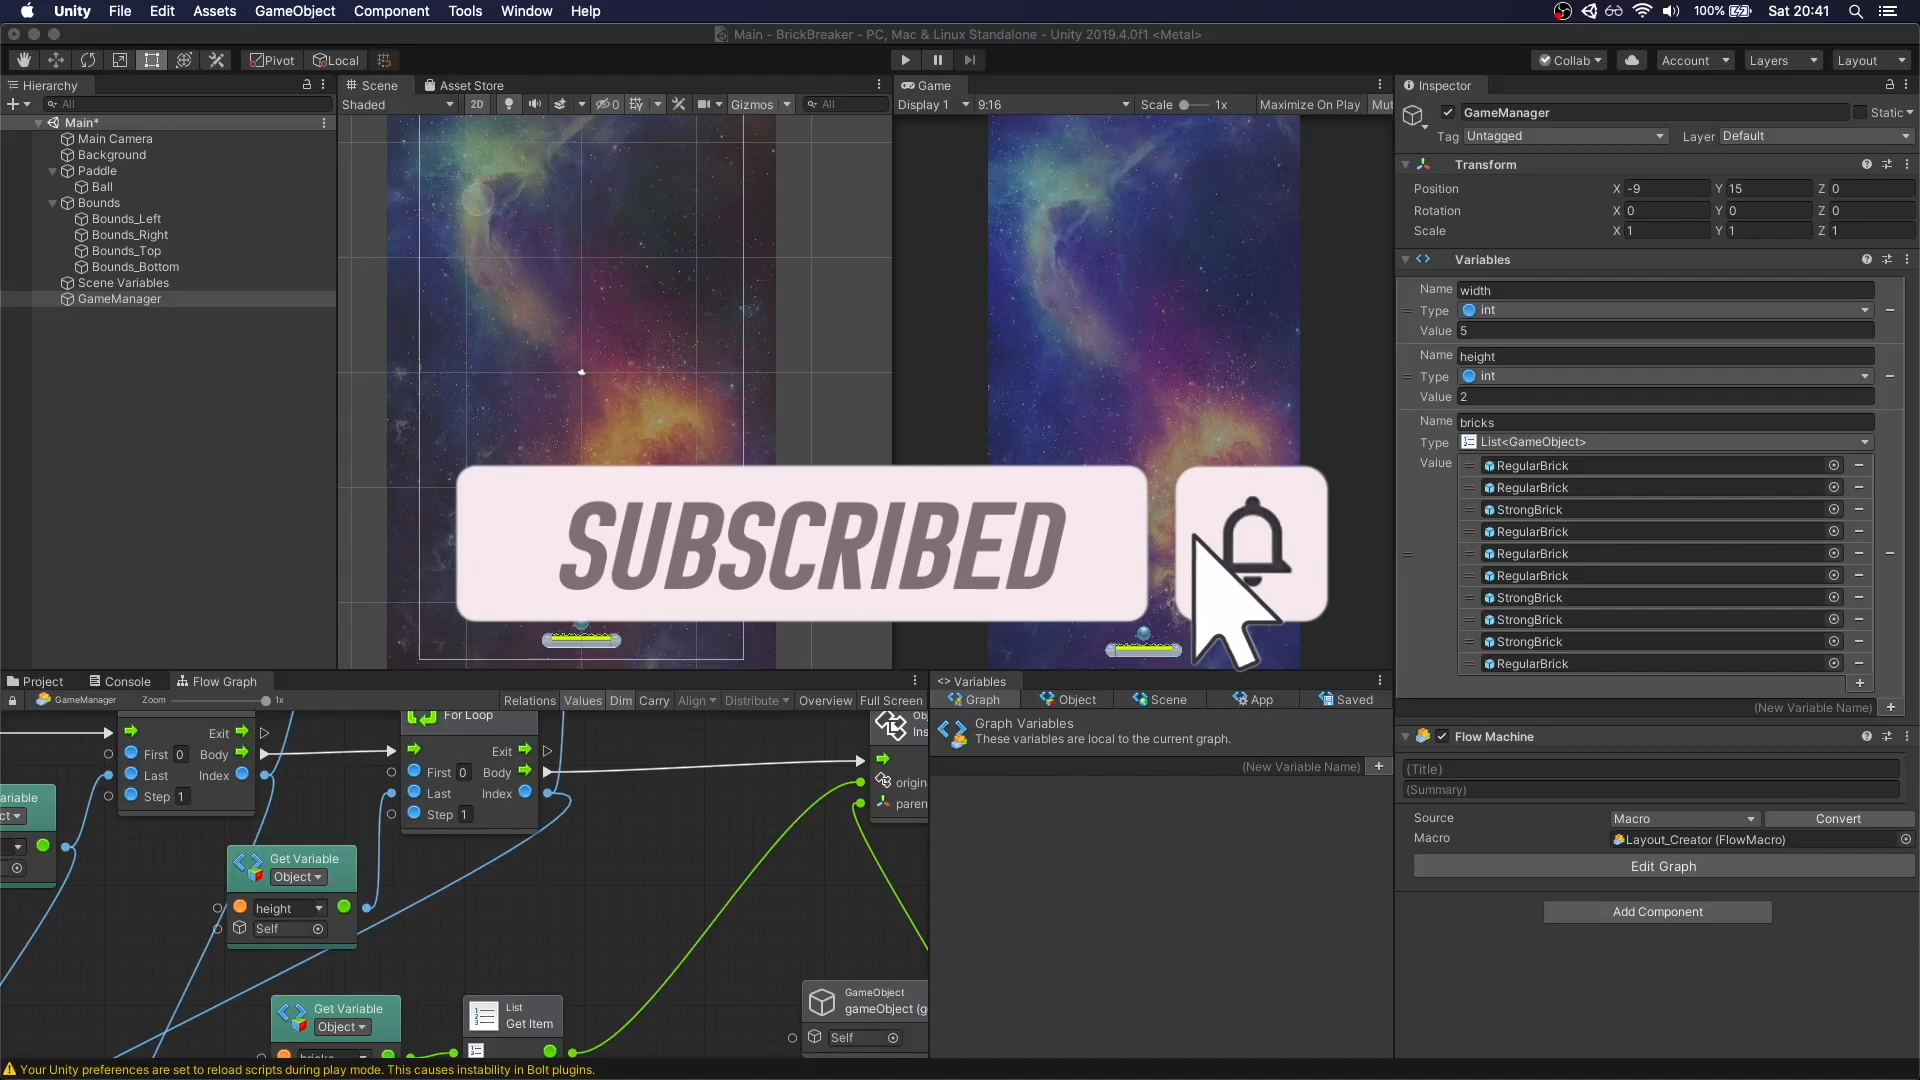 Unity File Edit Assets GameObject Component Tools Window Help 100% Sat 20:41
Main - BrickBreaker - PC, Mac & Linux Standalone - Unity 2019.4.0f1 <Metal>
Pivot Local Collab Account Layers Layout
Hierarchy Scene Asset Store Game Inspector
All Shaded 2D 0 Gizmos All Display 1 9:16 Scale 1x Maximize On Play Mut
Main*
Main Camera
Background
Paddle
Ball
Bounds
Bounds_Left
Bounds_Right
Bounds_Top
Bounds_Bottom
Scene Variables
GameManager
SUBSCRIBED
GameManager Static
Tag Untagged Layer Default
Transform
Position X -9 Y 15 Z 0
Rotation X 0 Y 0 Z 0
Scale X 1 Y 1 Z 1
Variables
Name width
Type int
Value 5
Name height
Type int
Value 2
Name bricks
Type List<GameObject>
Value RegularBrick
RegularBrick
StrongBrick
RegularBrick
RegularBrick
RegularBrick
StrongBrick
StrongBrick
StrongBrick
RegularBrick
(New Variable Name)
Flow Machine
(Title)
(Summary)
Source Macro Convert
Macro Layout_Creator (FlowMacro)
Edit Graph
Add Component
Project Console Flow Graph
GameManager Zoom 1x Relations Values Dim Carry Align Distribute Overview Full Screen
Exit
First 0 Body
Last Index
Step 1
For Loop
Exit
First 0 Body
Last Index
Step 1
ariable
ct
Get Variable
Object
height
Self
Get Variable
Object
bricks
List
Get Item
Obj
Ins
origin
paren
GameObject
gameObject (g
Self
Variables
Graph Object Scene App Saved
Graph Variables
These variables are local to the current graph.
(New Variable Name)
Your Unity preferences are set to reload scripts during play mode. This causes instability in Bolt plugins.